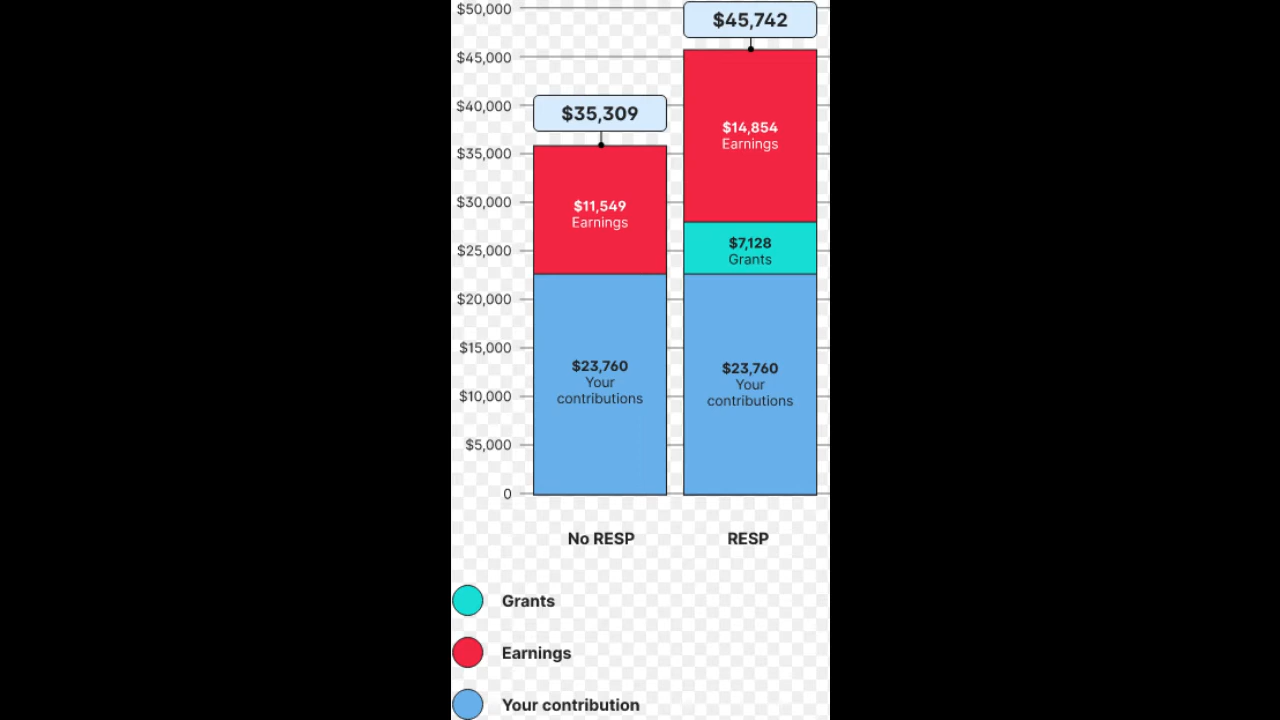 $50,000
$45,742
$45,000
$40,000
$35,309
$14,854
Earnings
$35,000
$30,000
$11,549
Earnings
$25,000
$7,128
Grants
$20,000
$15,000
$23,760
Your
contributions
$23,760
Your
contributions
$10,000
$5,000
0
No RESP
RESP
Grants
Earnings
Your contribution